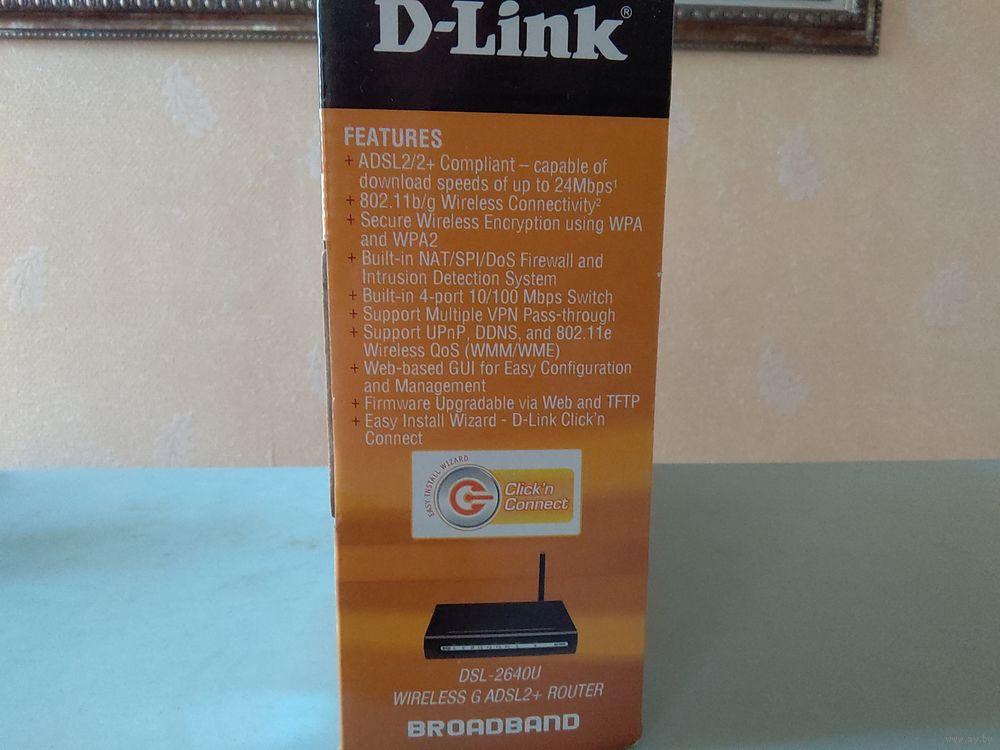 D-Link®
FEATURES
+ ADSL2/2+ Compliant – capable of
download speeds of up to 24Mbps¹
+ 802.11b/g Wireless Connectivity²
+ Secure Wireless Encryption using WPA
and WPA2
+ Built-in NAT/SPI/DoS Firewall and
Intrusion Detection System
+ Built-in 4-port 10/100 Mbps Switch
+ Support Multiple VPN Pass-through
+ Support UPnP, DDNS, and 802.11e
Wireless QoS (WMM/WME)
+ Web-based GUI for Easy Configuration
and Management
+ Firmware Upgradable via Web and TFTP
+ Easy Install Wizard - D-Link Click'n
Connect
EASY INSTALL WIZARD
Click'n
Connect
DSL-2640U
WIRELESS G ADSL2+ ROUTER
BROADBAND
www.ay.by